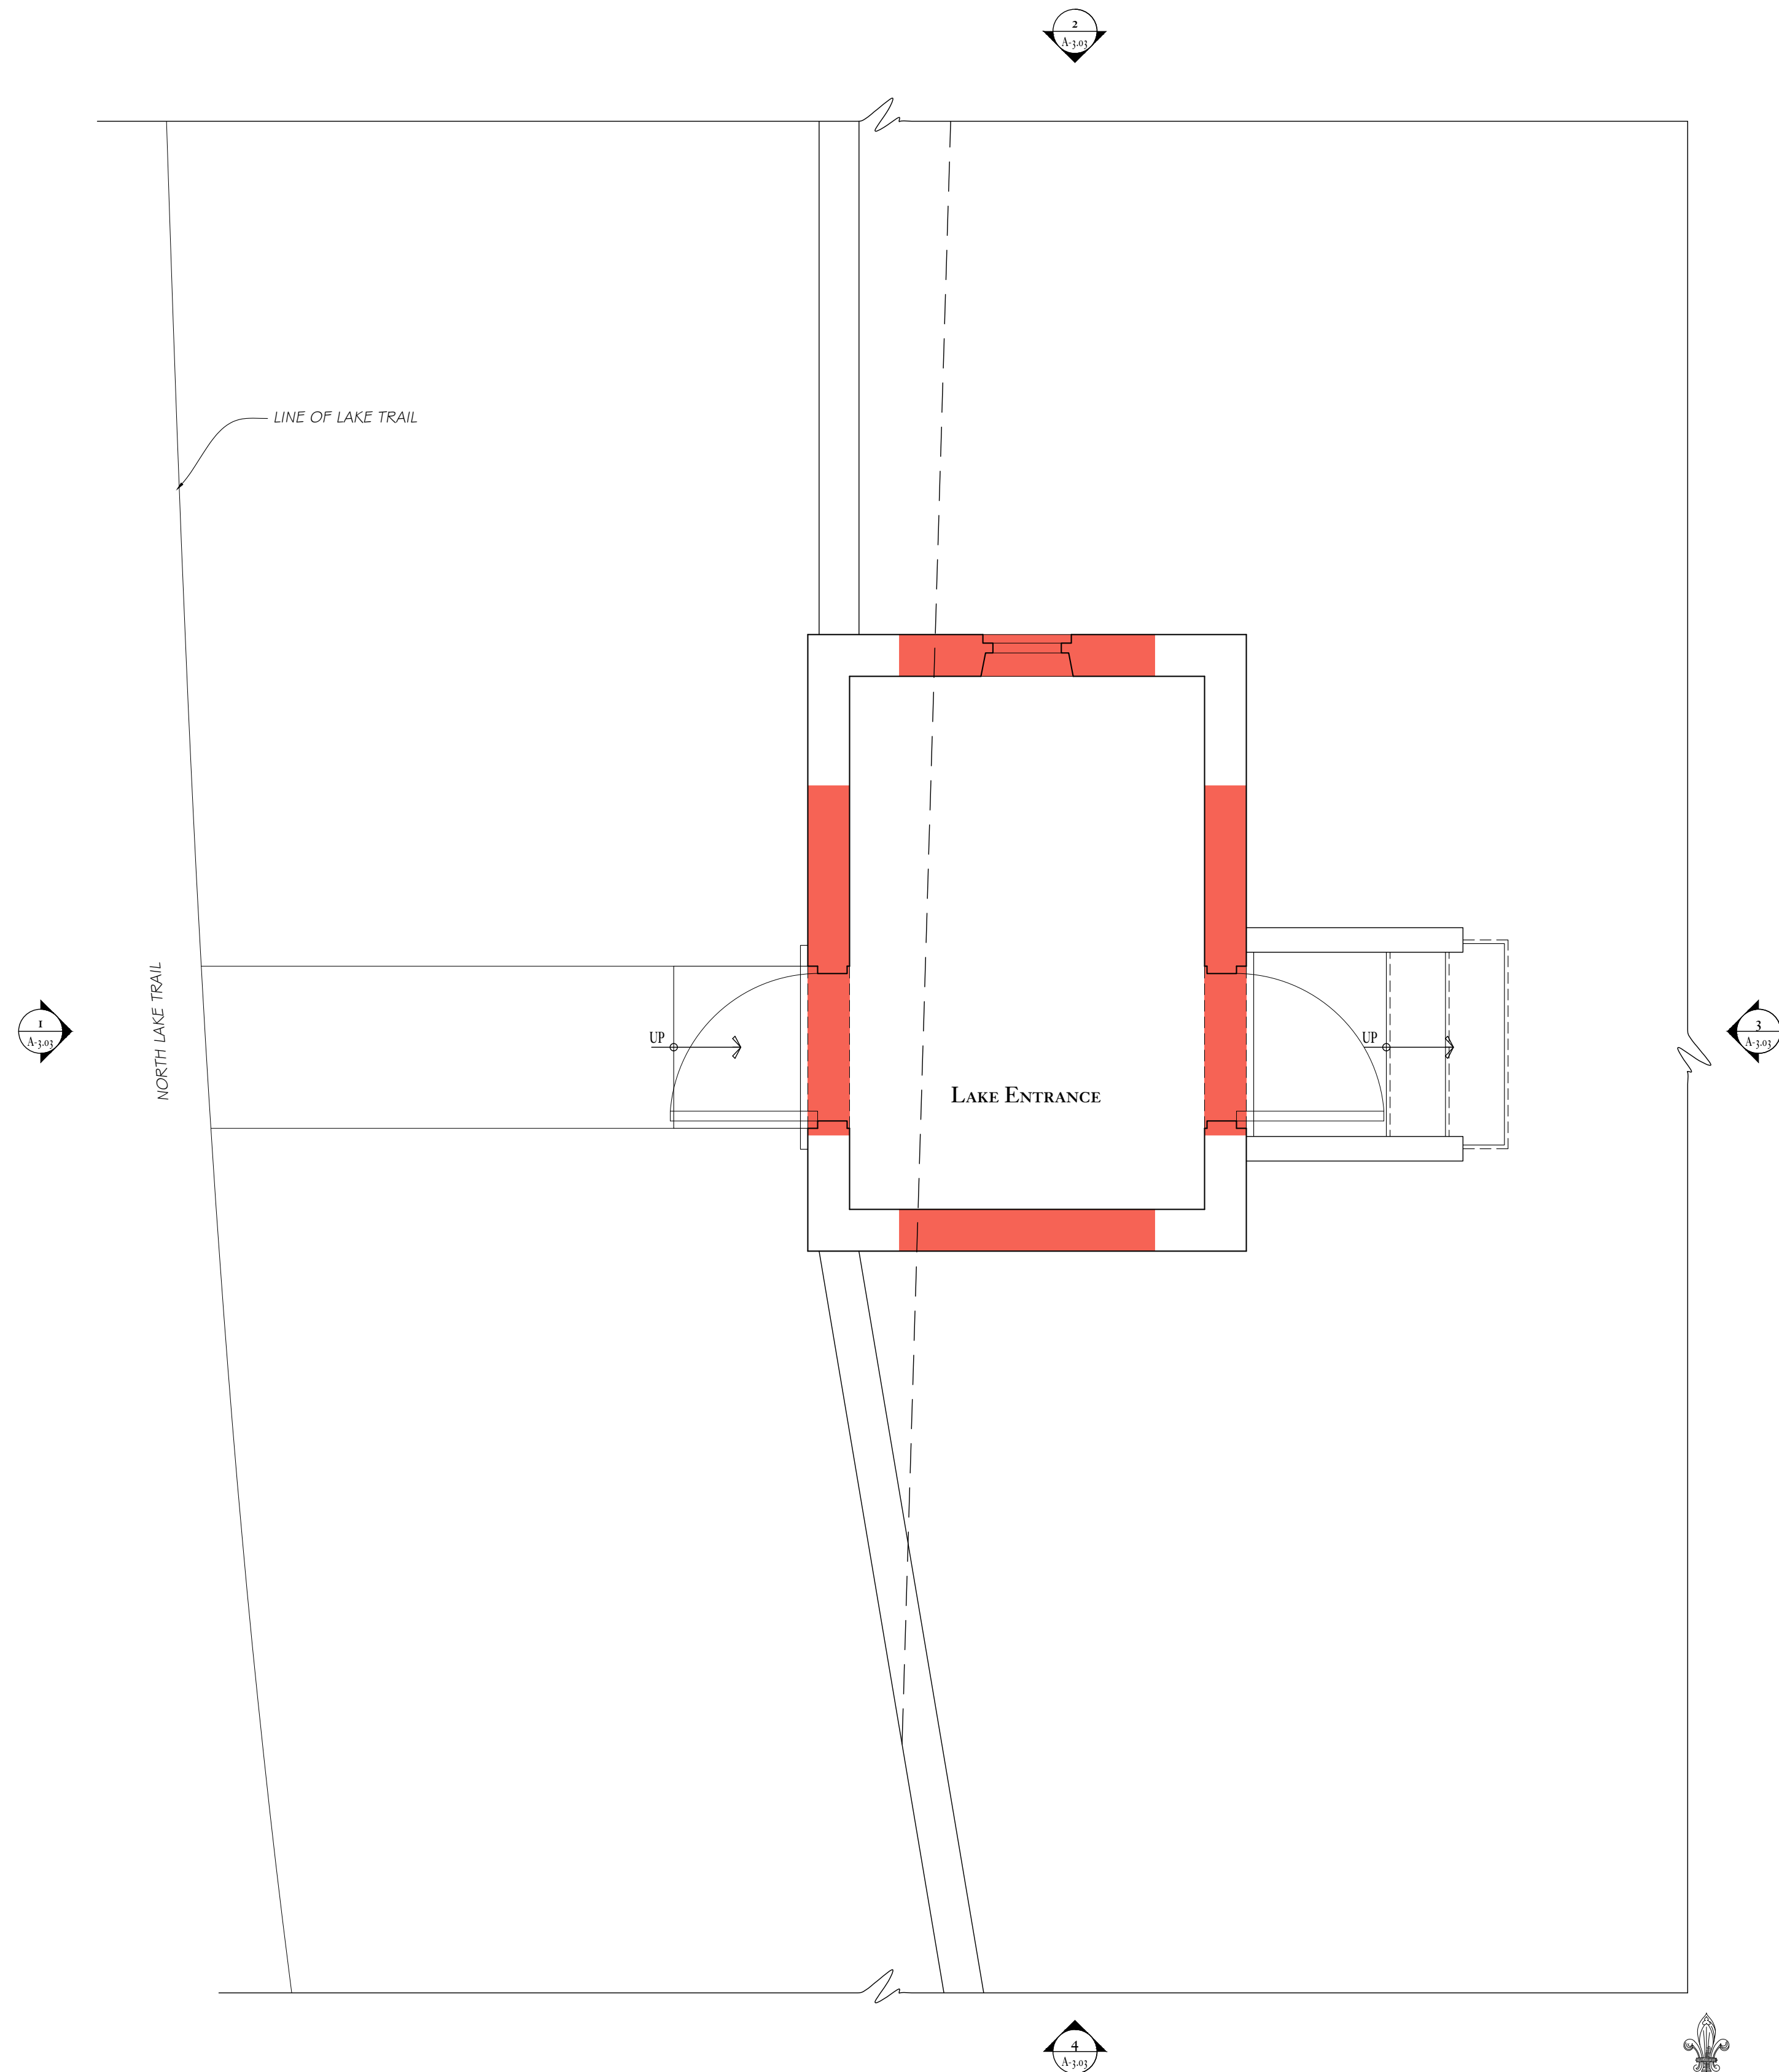 2
A-3.03
LINE OF LAKE TRAIL
NORTH LAKE TRAIL
1
A-3.03
UP
UP
3
A-3.03
LAKE ENTRANCE
4
A-3.03